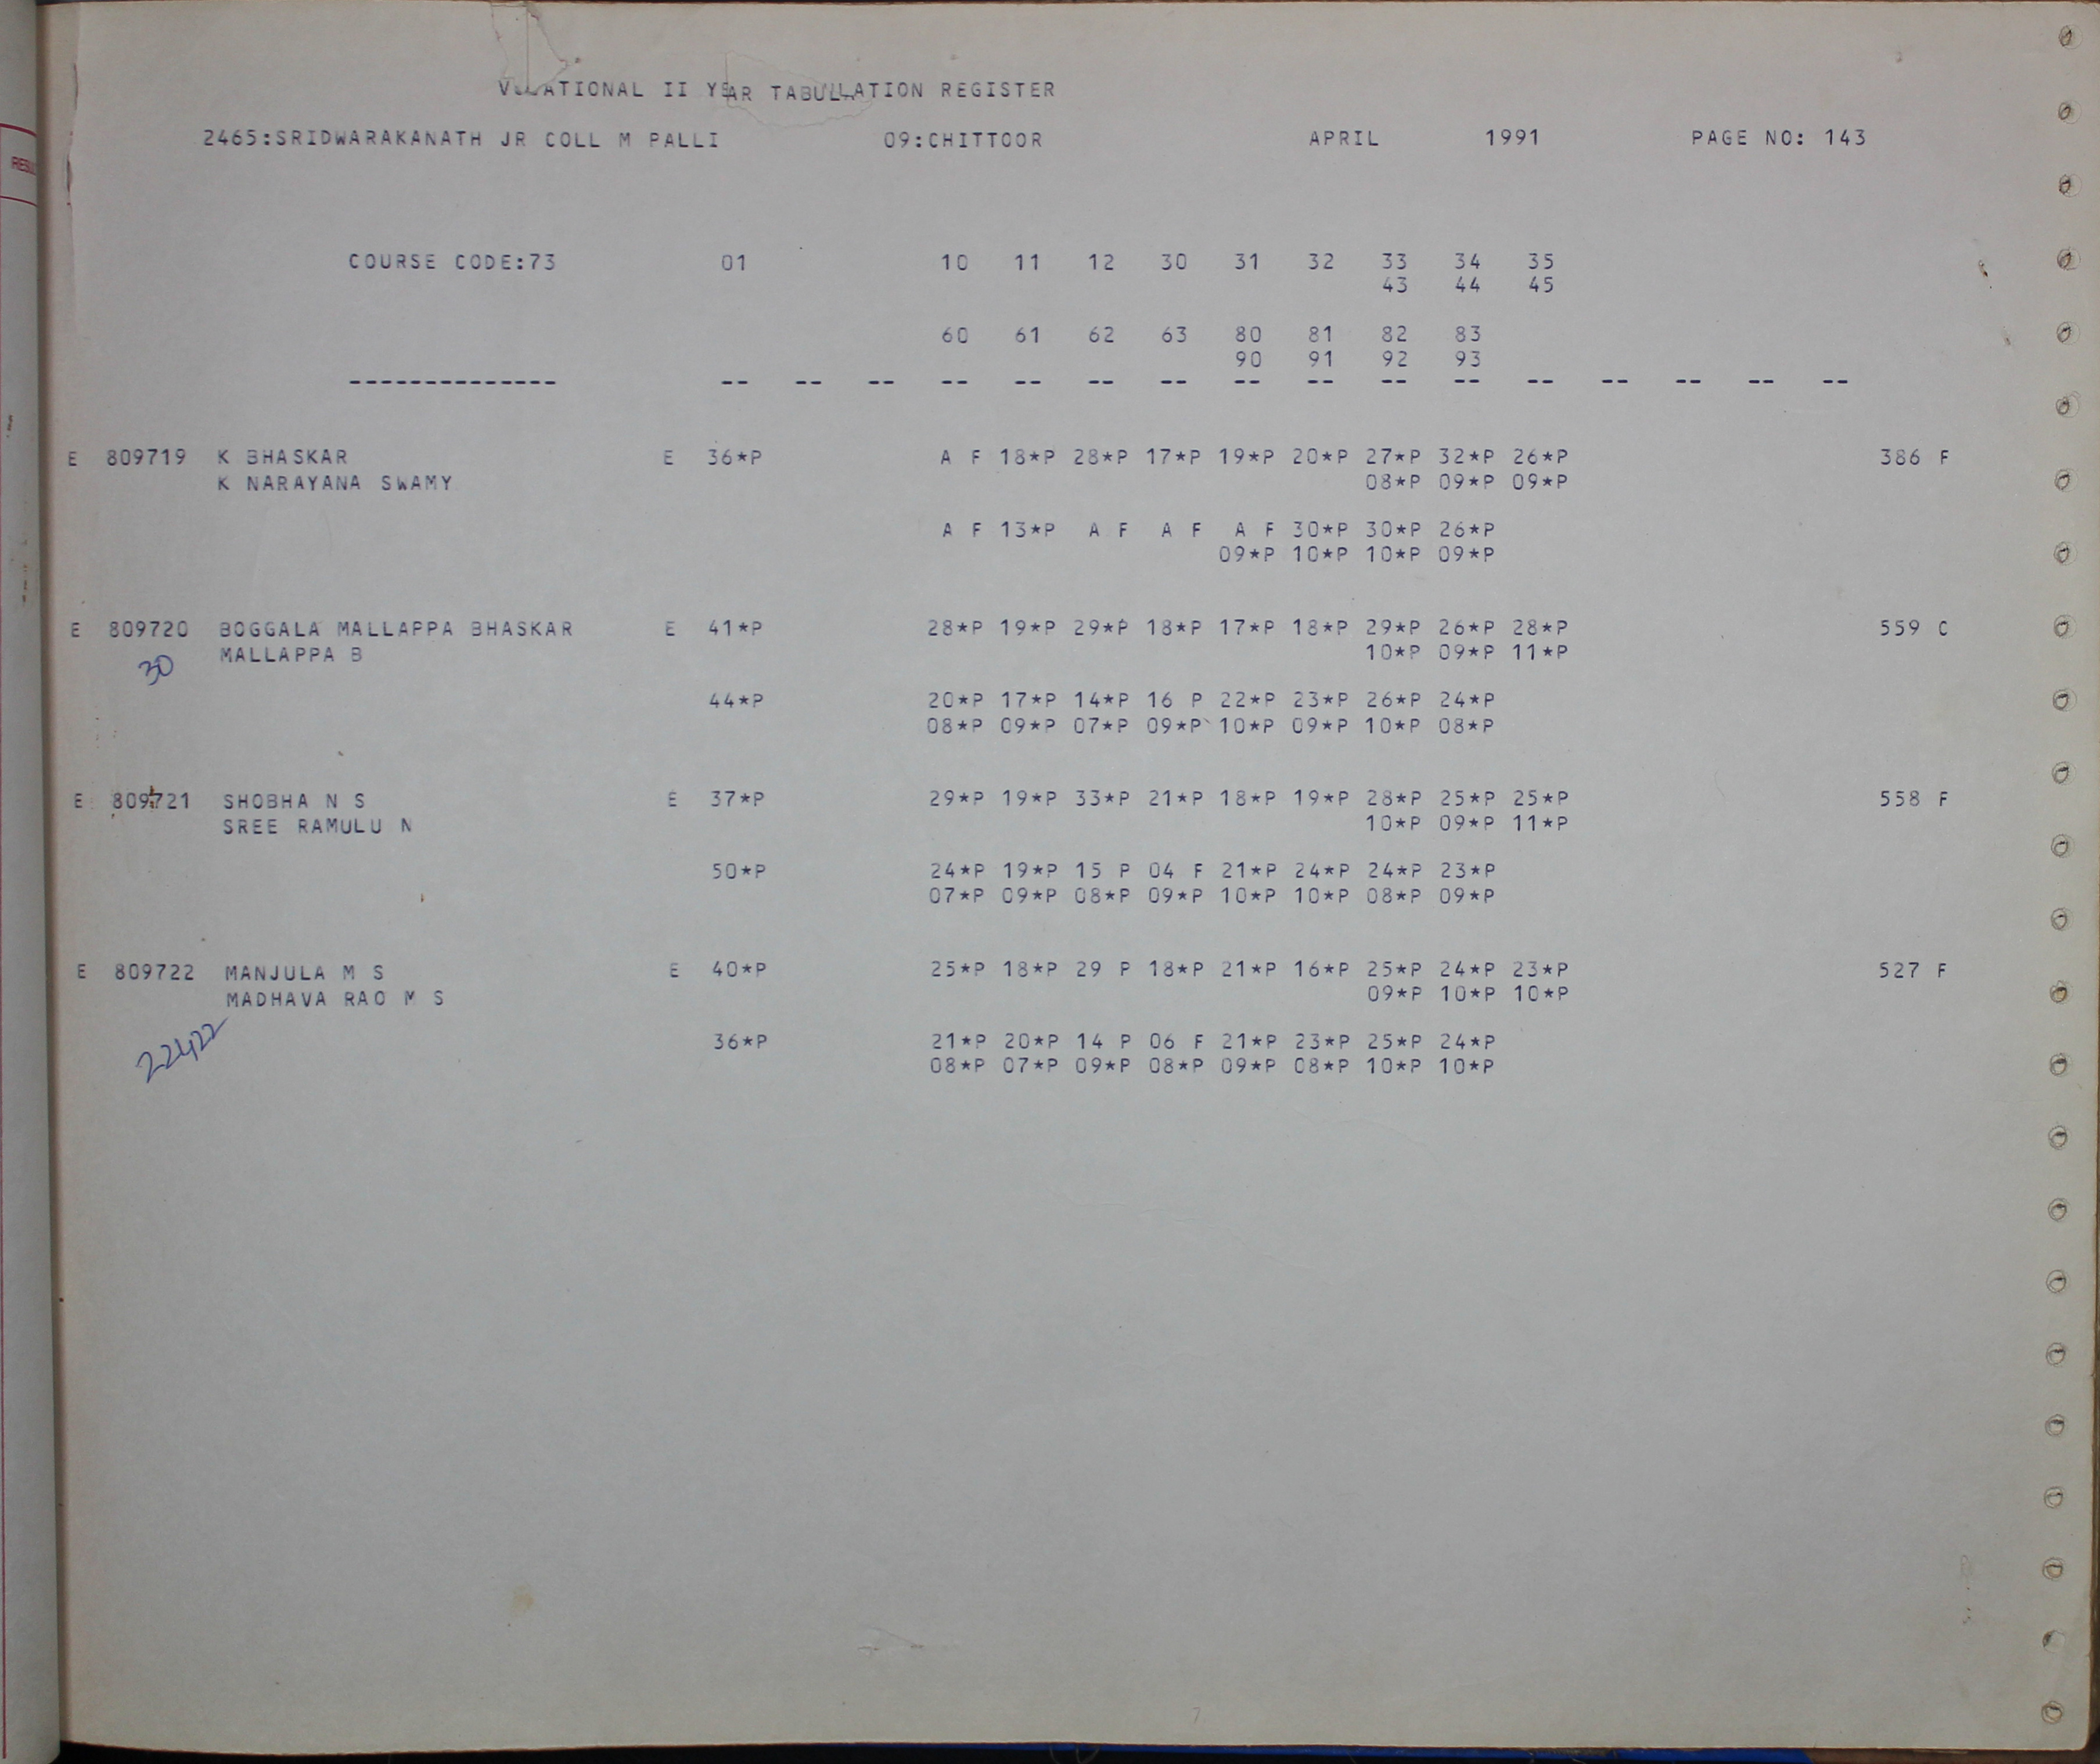 VOCATIONAL II YEAR TABULATION REGISTER
2465:SRIDWARAKANATH JR COLL M PALLI 09:CHITTOOR APRIL 1991 PAGE NO: 143
COURSE CODE:73 01 10 11 12 30 31 32 33 34 35
43 44 45
60 61 62 63 80 81 82 83
90 91 92 93
-------------- -- -- -- -- -- -- -- -- -- -- -- -- -- -- -- --
E 809719 K BHASKAR E 36*P A F 18*P 28*P 17*P 19*P 20*P 27*P 32*P 26*P 386 F
K NARAYANA SWAMY 08*P 09*P 09*P
A F 13*P A F A F A F 30*P 30*P 26*P
09*P 10*P 10*P 09*P
E 809720 BOGGALA MALLAPPA BHASKAR E 41*P 28*P 19*P 29*P 18*P 17*P 18*P 29*P 26*P 28*P 559 C
30 MALLAPPA B 10*P 09*P 11*P
44*P 20*P 17*P 14*P 16 P 22*P 23*P 26*P 24*P
08*P 09*P 07*P 09*P 10*P 09*P 10*P 08*P
E 809721 SHOBHA N S E 37*P 29*P 19*P 33*P 21*P 18*P 19*P 28*P 25*P 25*P 558 F
SREE RAMULU N 10*P 09*P 11*P
50*P 24*P 19*P 15 P 04 F 21*P 24*P 24*P 23*P
07*P 09*P 08*P 09*P 10*P 10*P 08*P 09*P
E 809722 MANJULA M S E 40*P 25*P 18*P 29 P 18*P 21*P 16*P 25*P 24*P 23*P 527 F
MADHAVA RAO M S 09*P 10*P 10*P
36*P 21*P 20*P 14 P 06 F 21*P 23*P 25*P 24*P
08*P 07*P 09*P 08*P 09*P 08*P 10*P 10*P